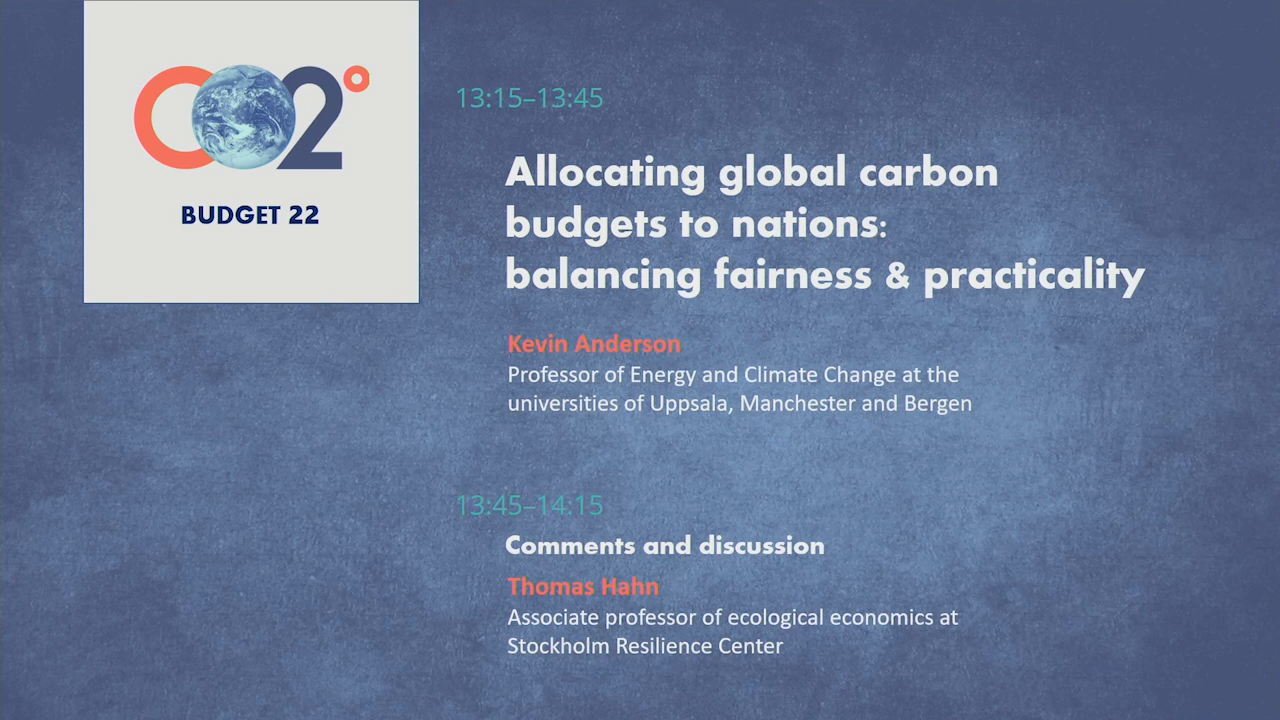 CO2°
BUDGET 22
13:15–13:45
Allocating global carbon
budgets to nations:
balancing fairness & practicality
Kevin Anderson
Professor of Energy and Climate Change at the
universities of Uppsala, Manchester and Bergen
13:45–14:15
Comments and discussion
Thomas Hahn
Associate professor of ecological economics at
Stockholm Resilience Center